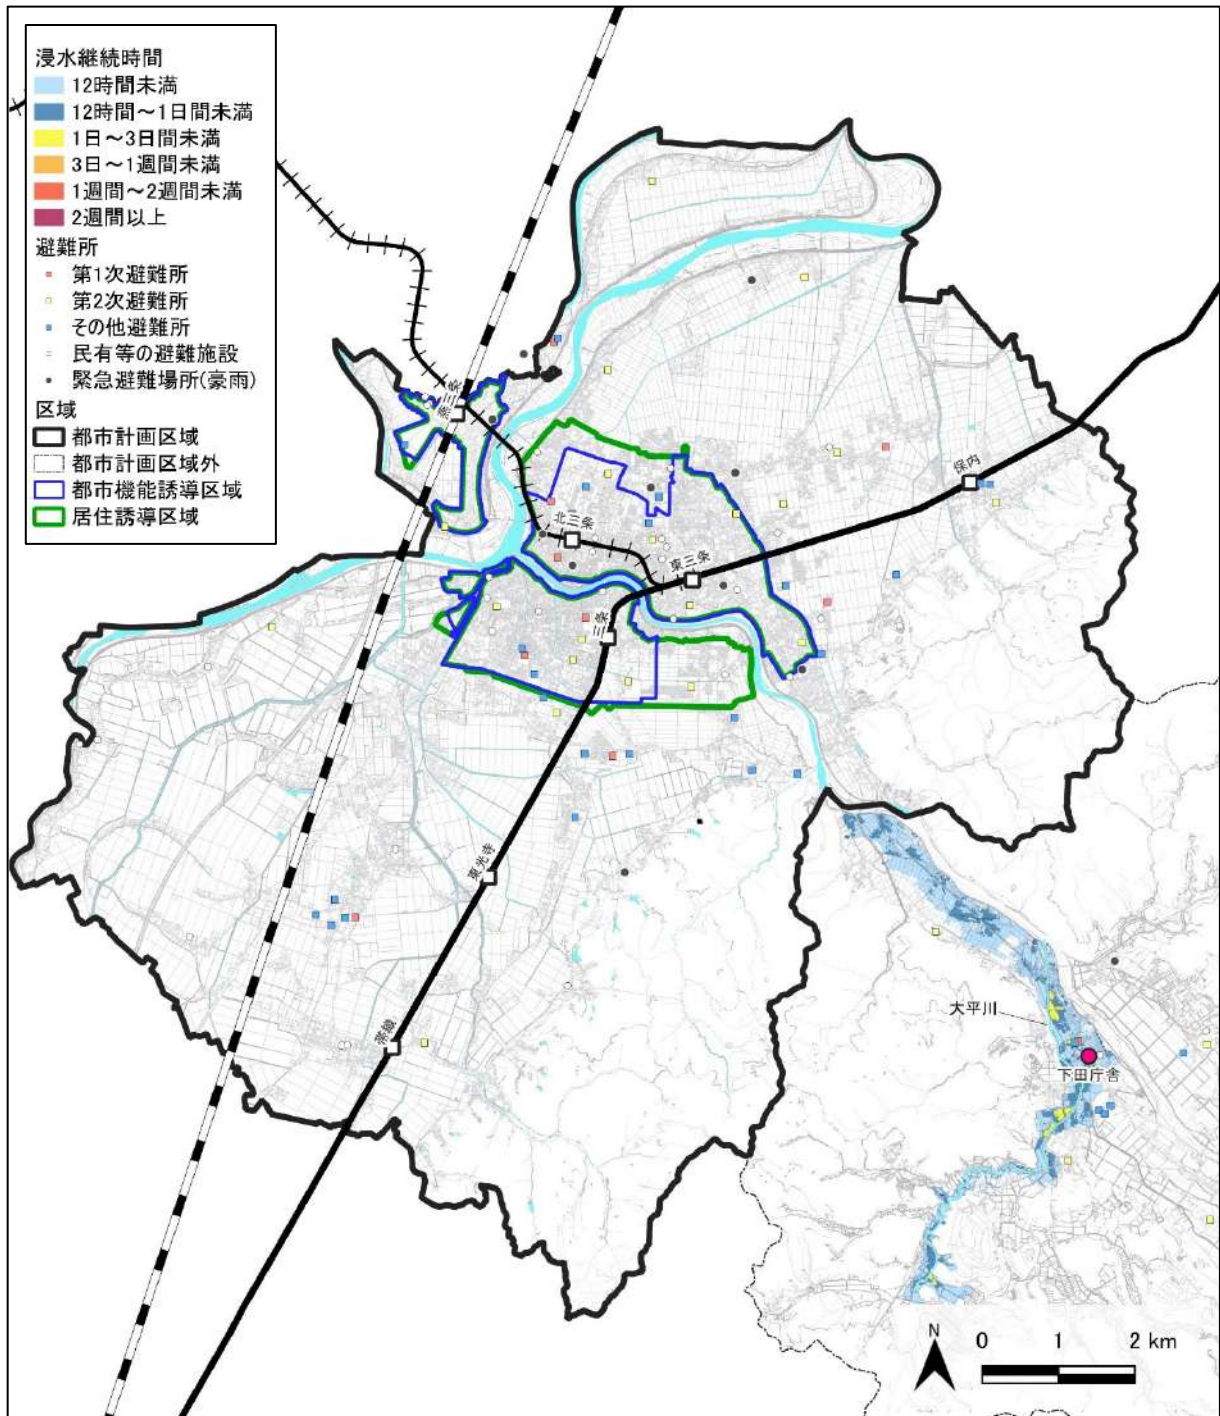 浸水継続時間
12時間未満
12時間～1日間未満
1日～3日間未満
3日～1週間未満
1週間～2週間未満
2週間以上
避難所
第1次避難所
第2次避難所
その他避難所
民有等の避難施設
緊急避難場所(豪雨)
区域
都市計画区域
都市計画区域外
都市機能誘導区域
居住誘導区域
燕三条
保内
北三条
東三条
三条
東光寺
帯織
大平川
下田庁舎
N
0 1 2 km